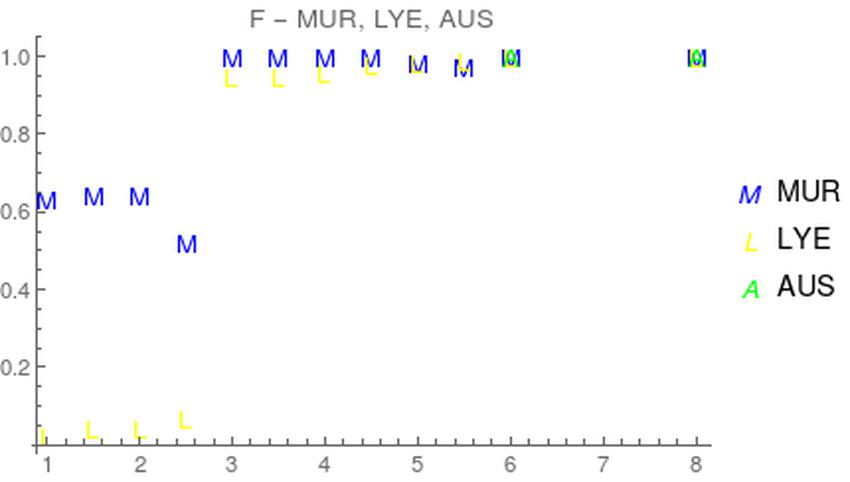 F – MUR, LYE, AUS
1.0
0.8
0.6
0.4
0.2
M M M M M M M A M A
L L L L L L
M M M M
L L L L
1 2 3 4 5 6 7 8
M MUR
L LYE
A AUS